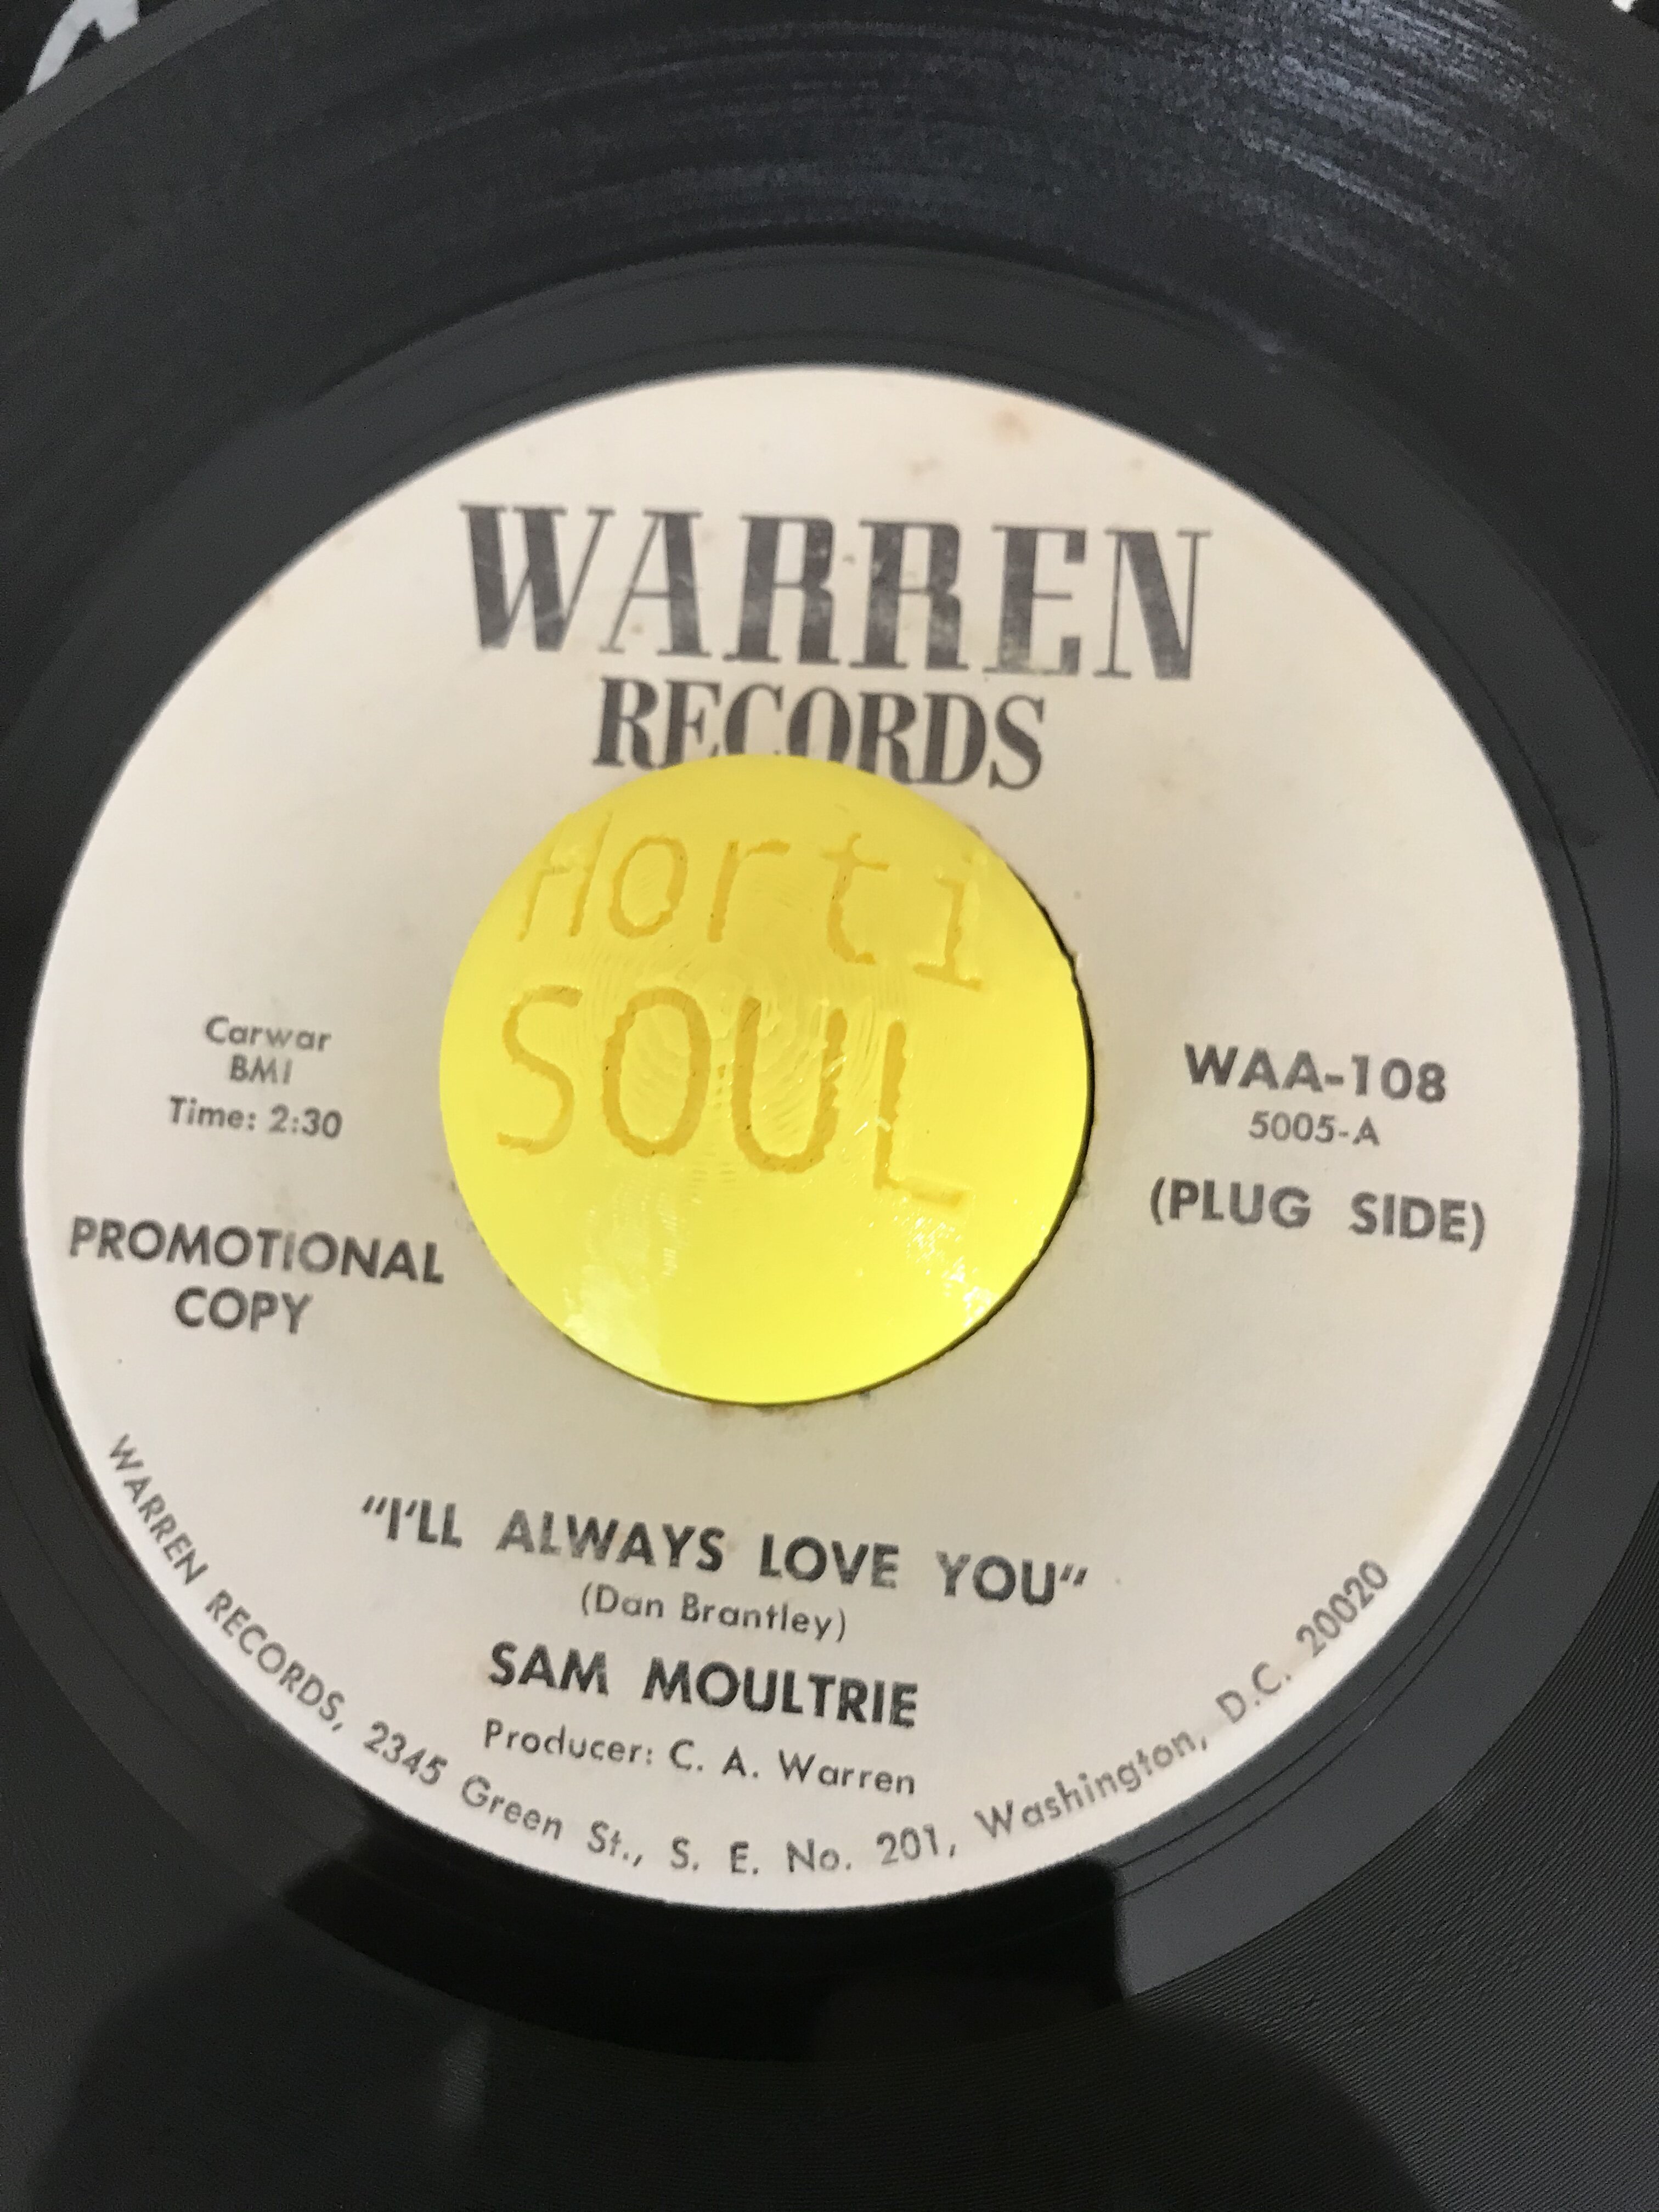 WARREN
RECORDS
Horti
SOUL
Carwar
BMI
Time: 2:30
PROMOTIONAL
COPY
WAA-108
5005-A
(PLUG SIDE)
"I'LL ALWAYS LOVE YOU"
(Dan Brantley)
SAM MOULTRIE
Producer: C. A. Warren
WARREN RECORDS, 2345 Green St., S. E. No. 201, Washington, D.C. 20020